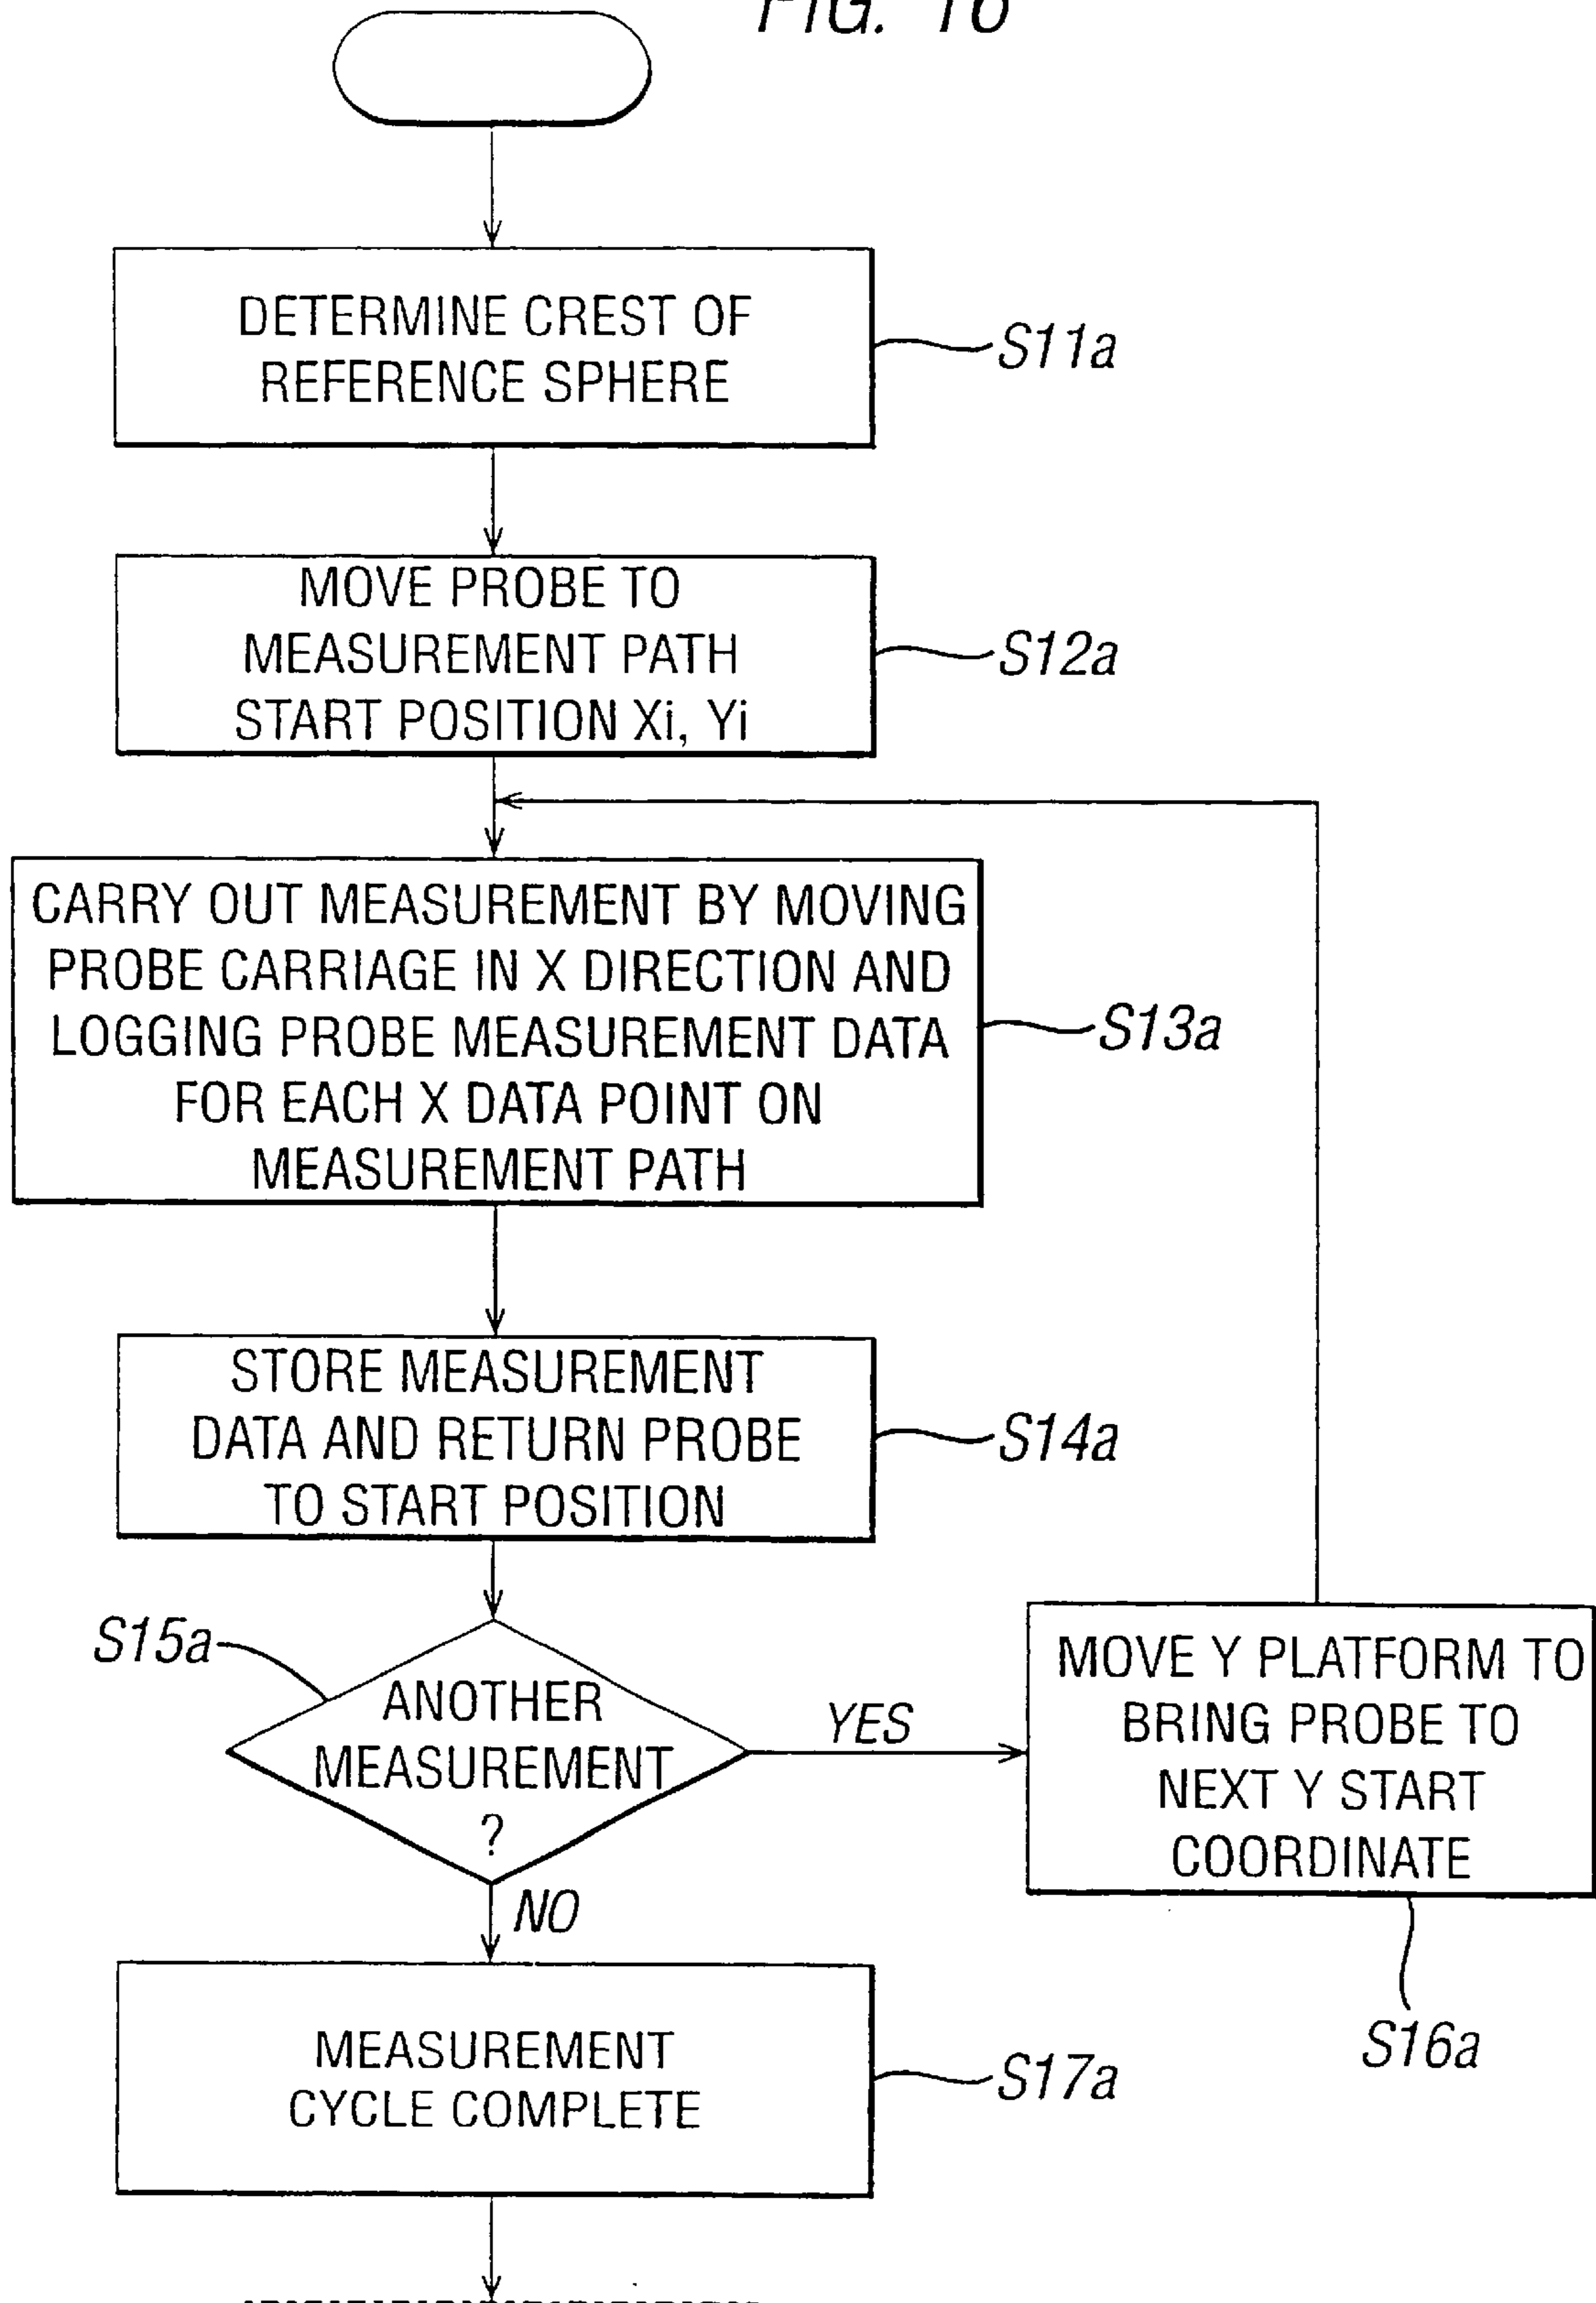 FIG. 16
DETERMINE CREST OF
REFERENCE SPHERE
S11a
MOVE PROBE TO
MEASUREMENT PATH
START POSITION Xi, Yi
S12a
CARRY OUT MEASUREMENT BY MOVING
PROBE CARRIAGE IN X DIRECTION AND
LOGGING PROBE MEASUREMENT DATA
FOR EACH X DATA POINT ON
MEASUREMENT PATH
S13a
STORE MEASUREMENT
DATA AND RETURN PROBE
TO START POSITION
S14a
S15a
ANOTHER
MEASUREMENT
?
YES
MOVE Y PLATFORM TO
BRING PROBE TO
NEXT Y START
COORDINATE
S16a
NO
MEASUREMENT
CYCLE COMPLETE
S17a